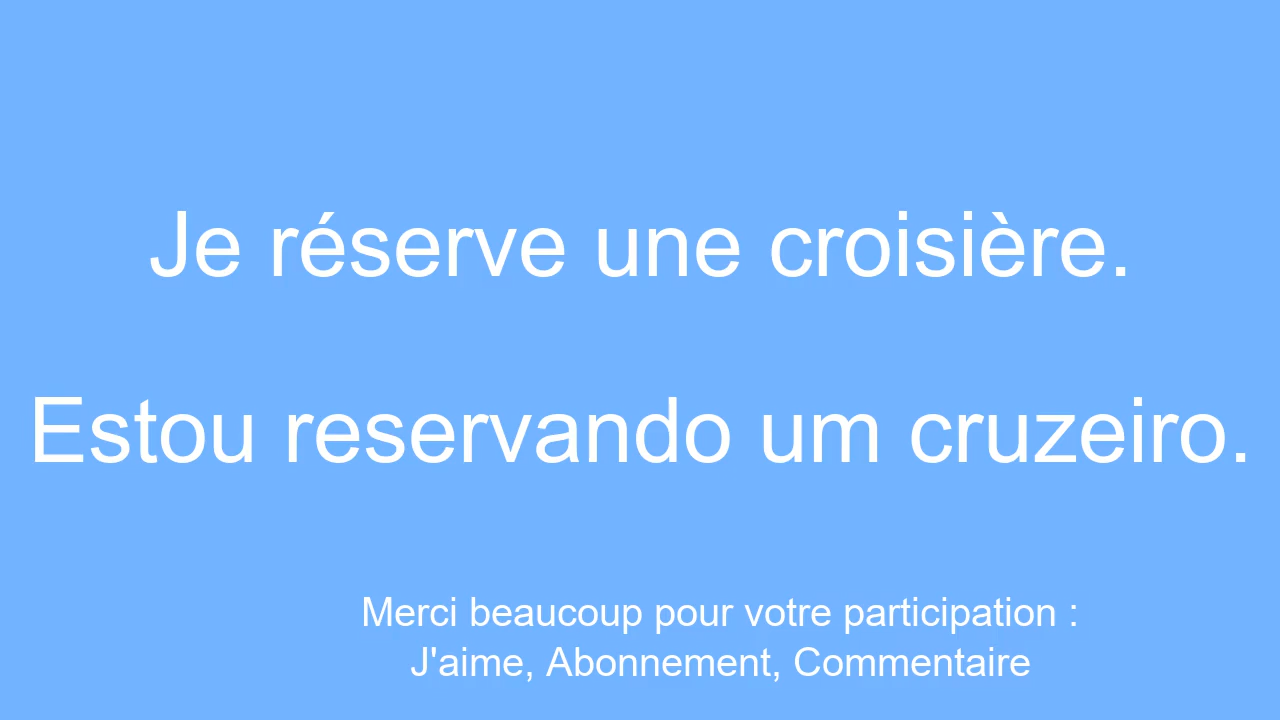 Je réserve une croisière.
Estou reservando um cruzeiro.
Merci beaucoup pour votre participation :
J'aime, Abonnement, Commentaire